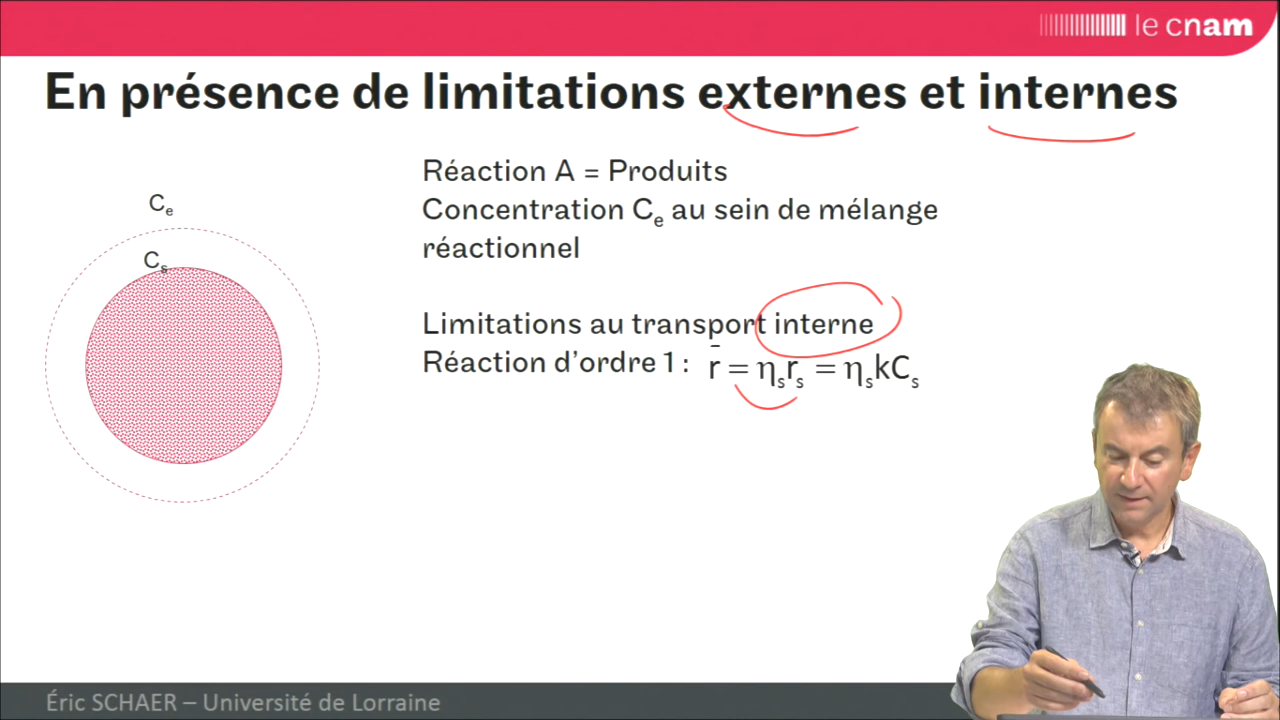 le cnam
En présence de limitations externes et internes
Réaction A = Produits
Concentration Cₑ au sein de mélange
réactionnel
Cₑ
Cₛ
Limitations au transport interne
Réaction d'ordre 1 : r̄ = ηₛrₛ = ηₛkCₛ
Éric SCHAER – Université de Lorraine